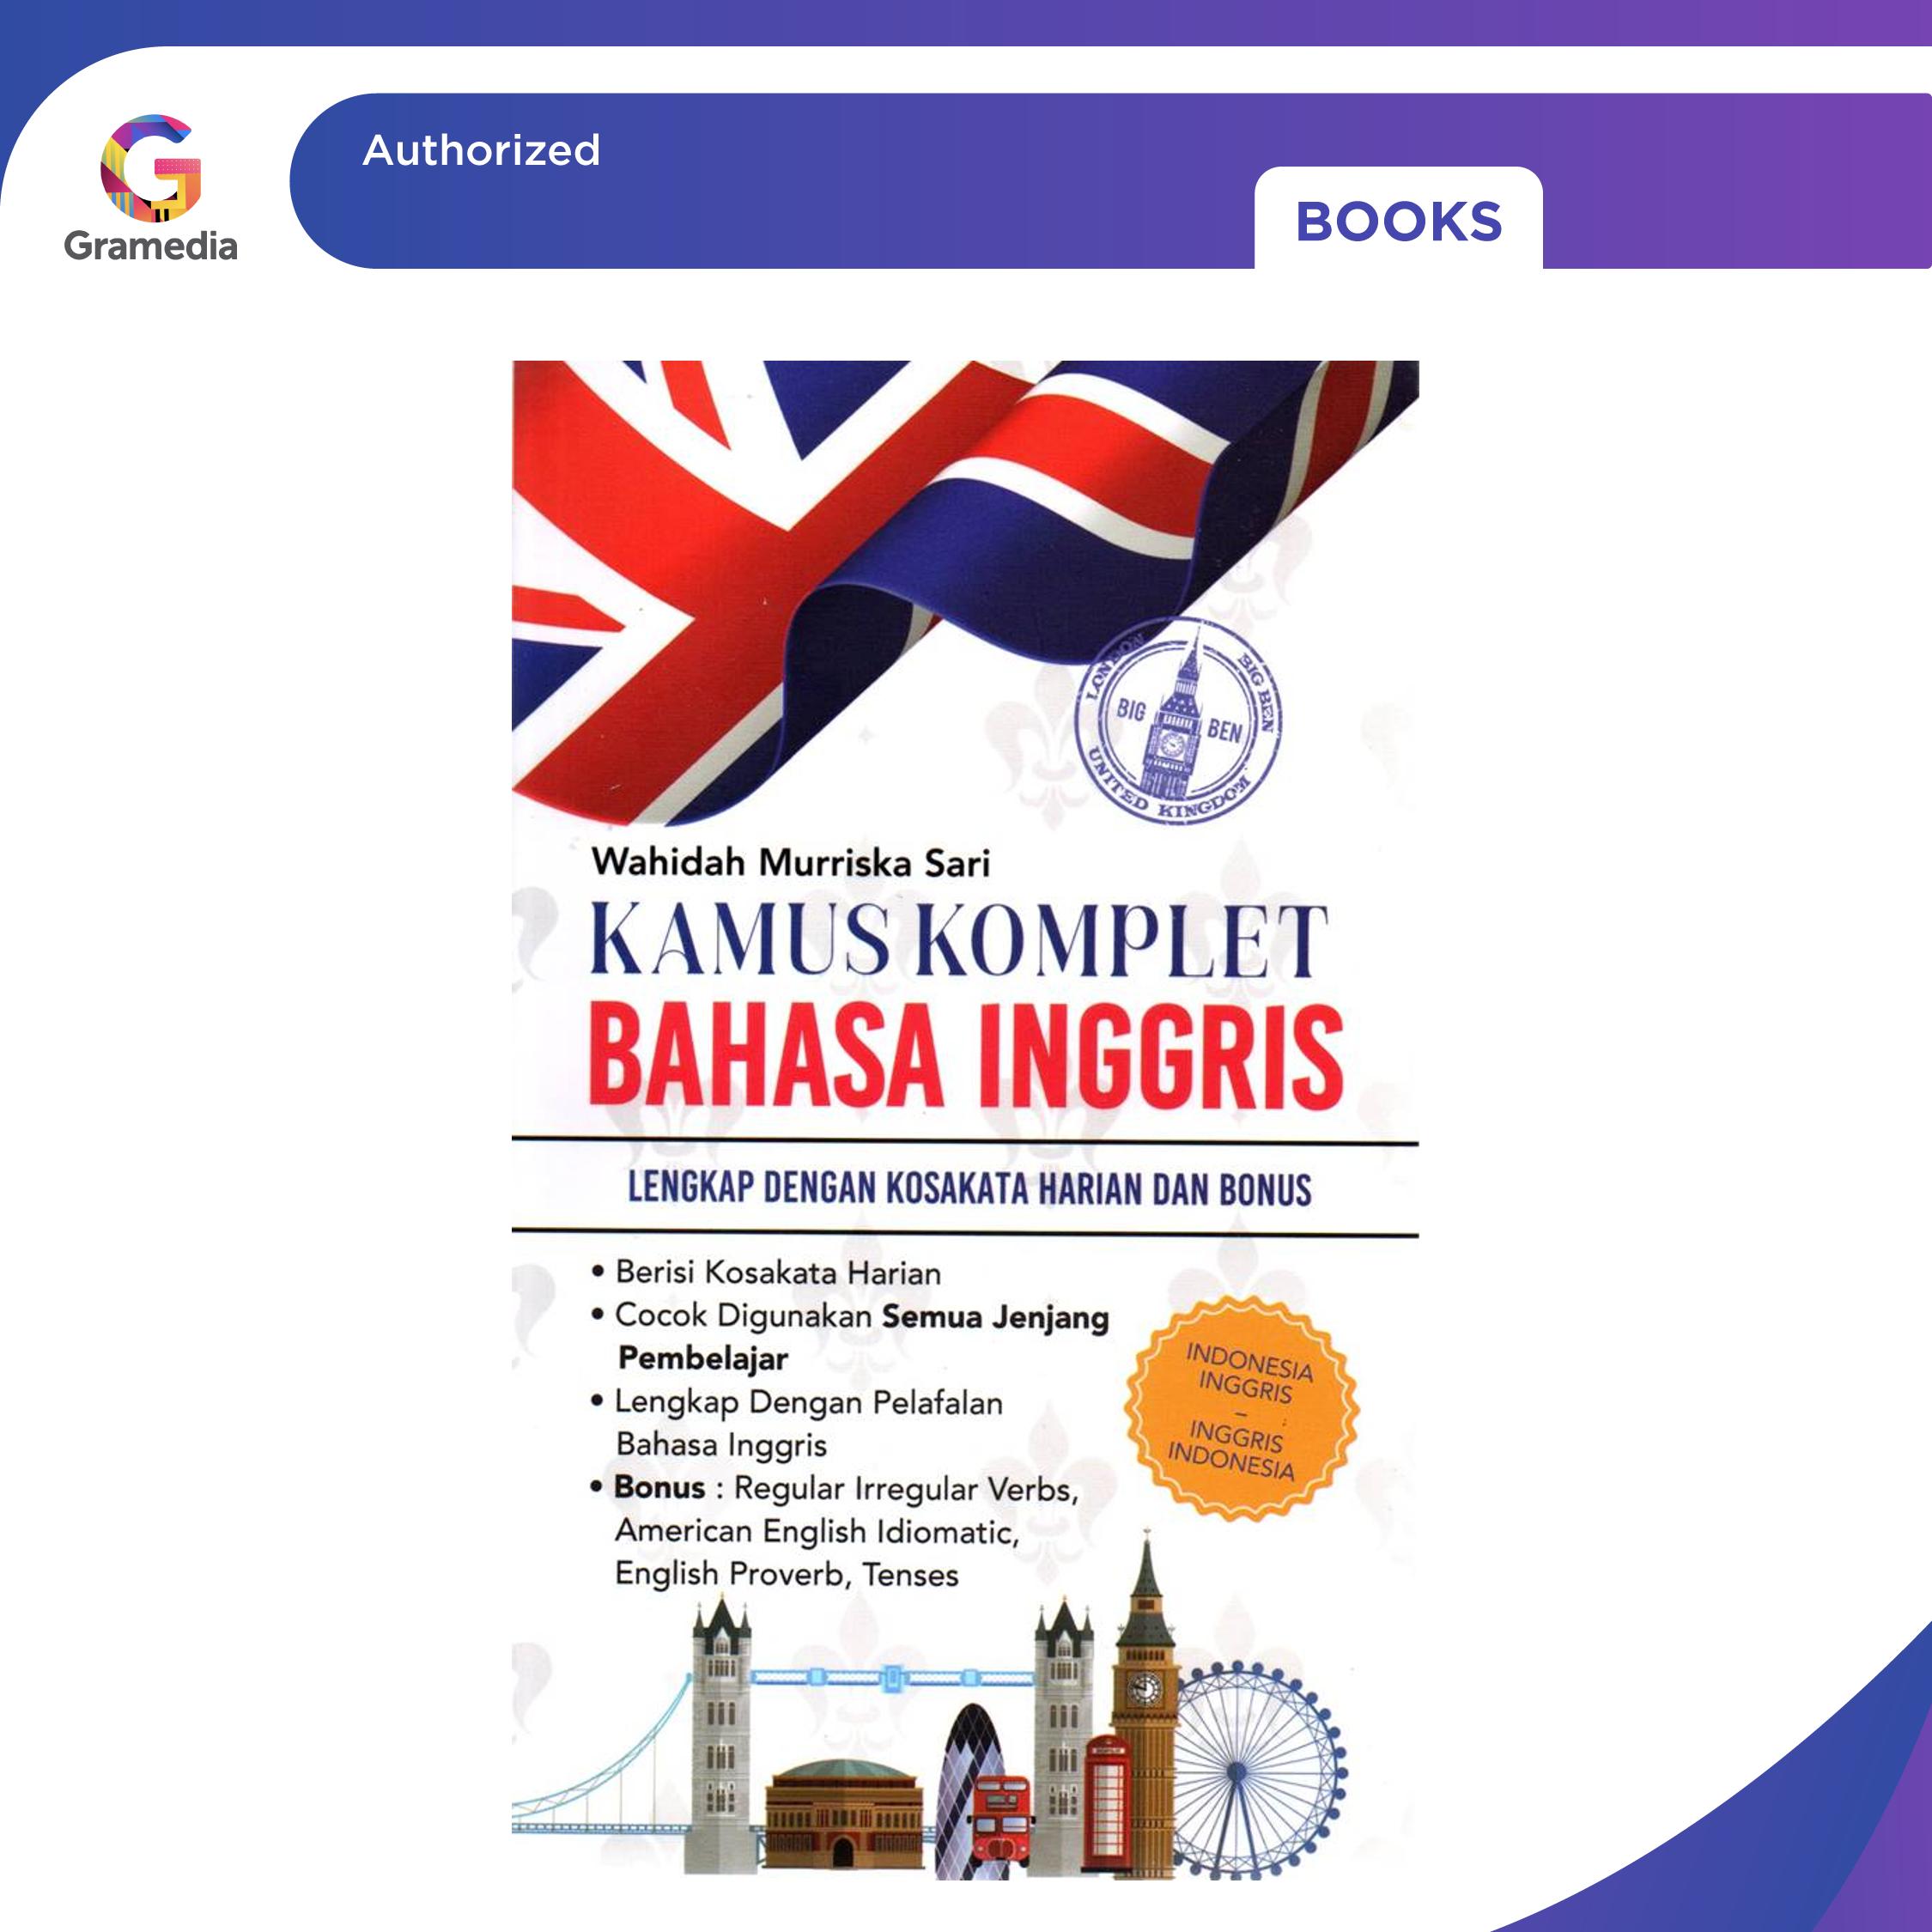 Gramedia
Authorized
BOOKS
LONDON
BIG BEN
BIG
BEN
UNITED KINGDOM
Wahidah Murriska Sari
KAMUS KOMPLET
BAHASA INGGRIS
LENGKAP DENGAN KOSAKATA HARIAN DAN BONUS
• Berisi Kosakata Harian
• Cocok Digunakan Semua Jenjang
Pembelajar
• Lengkap Dengan Pelafalan
Bahasa Inggris
• Bonus : Regular Irregular Verbs,
American English Idiomatic,
English Proverb, Tenses
INDONESIA
INGGRIS
–
INGGRIS
INDONESIA